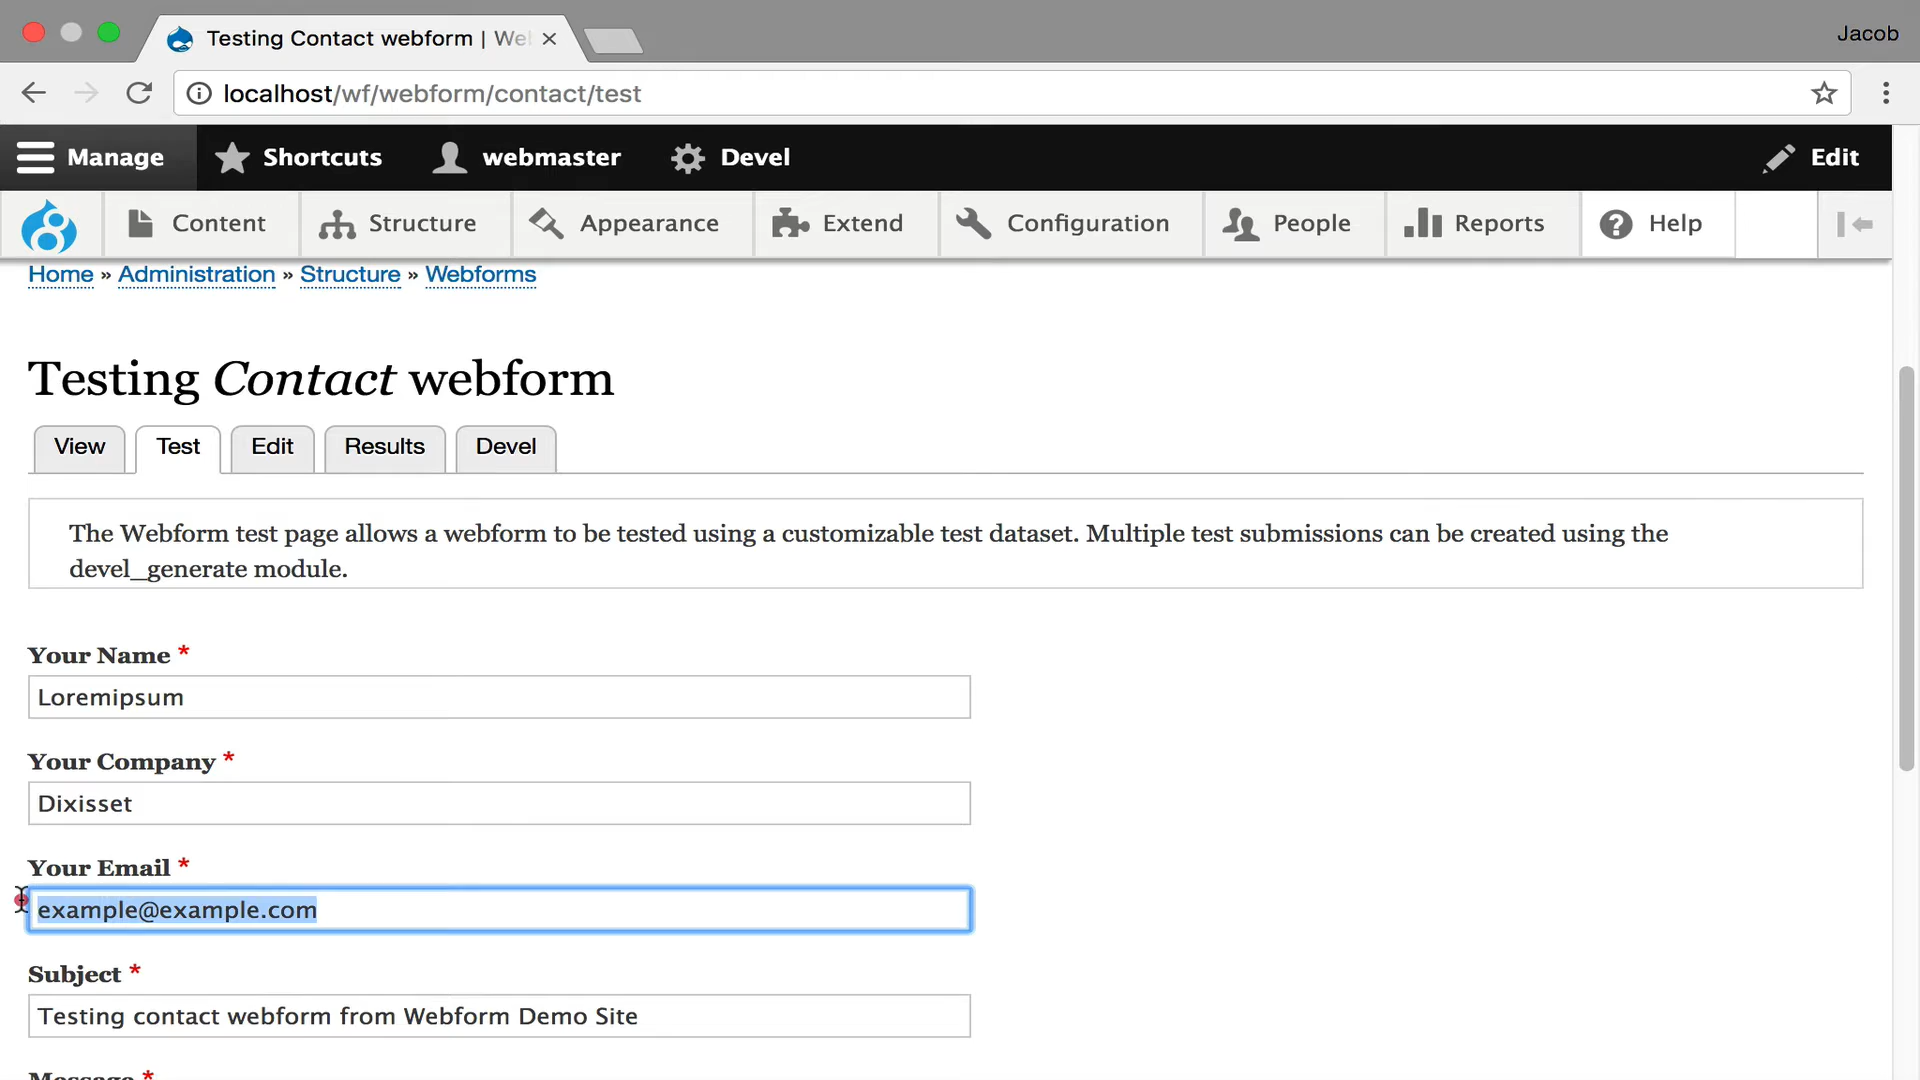 Testing Contact webform | We
Jacob
localhost/wf/webform/contact/test
Manage Shortcuts webmaster Devel Edit
Content Structure Appearance Extend Configuration People Reports Help
Home » Administration » Structure » Webforms
Testing Contact webform
View Test Edit Results Devel
The Webform test page allows a webform to be tested using a customizable test dataset. Multiple test submissions can be created using the
devel_generate module.
Your Name *
Loremipsum
Your Company *
Dixisset
Your Email *
example@example.com
Subject *
Testing contact webform from Webform Demo Site
Message *